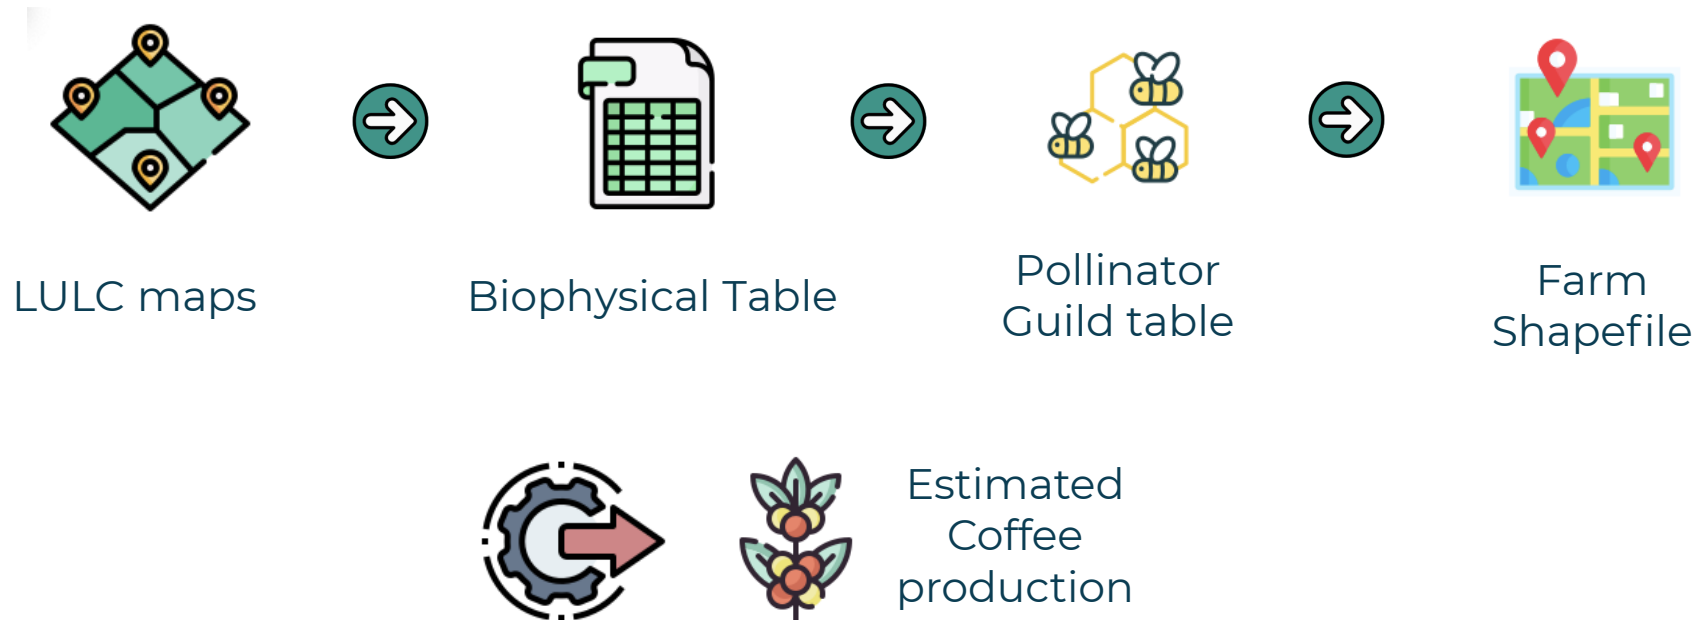 LULC maps
Biophysical Table
Pollinator
Guild table
Farm
Shapefile
Estimated
Coffee
production